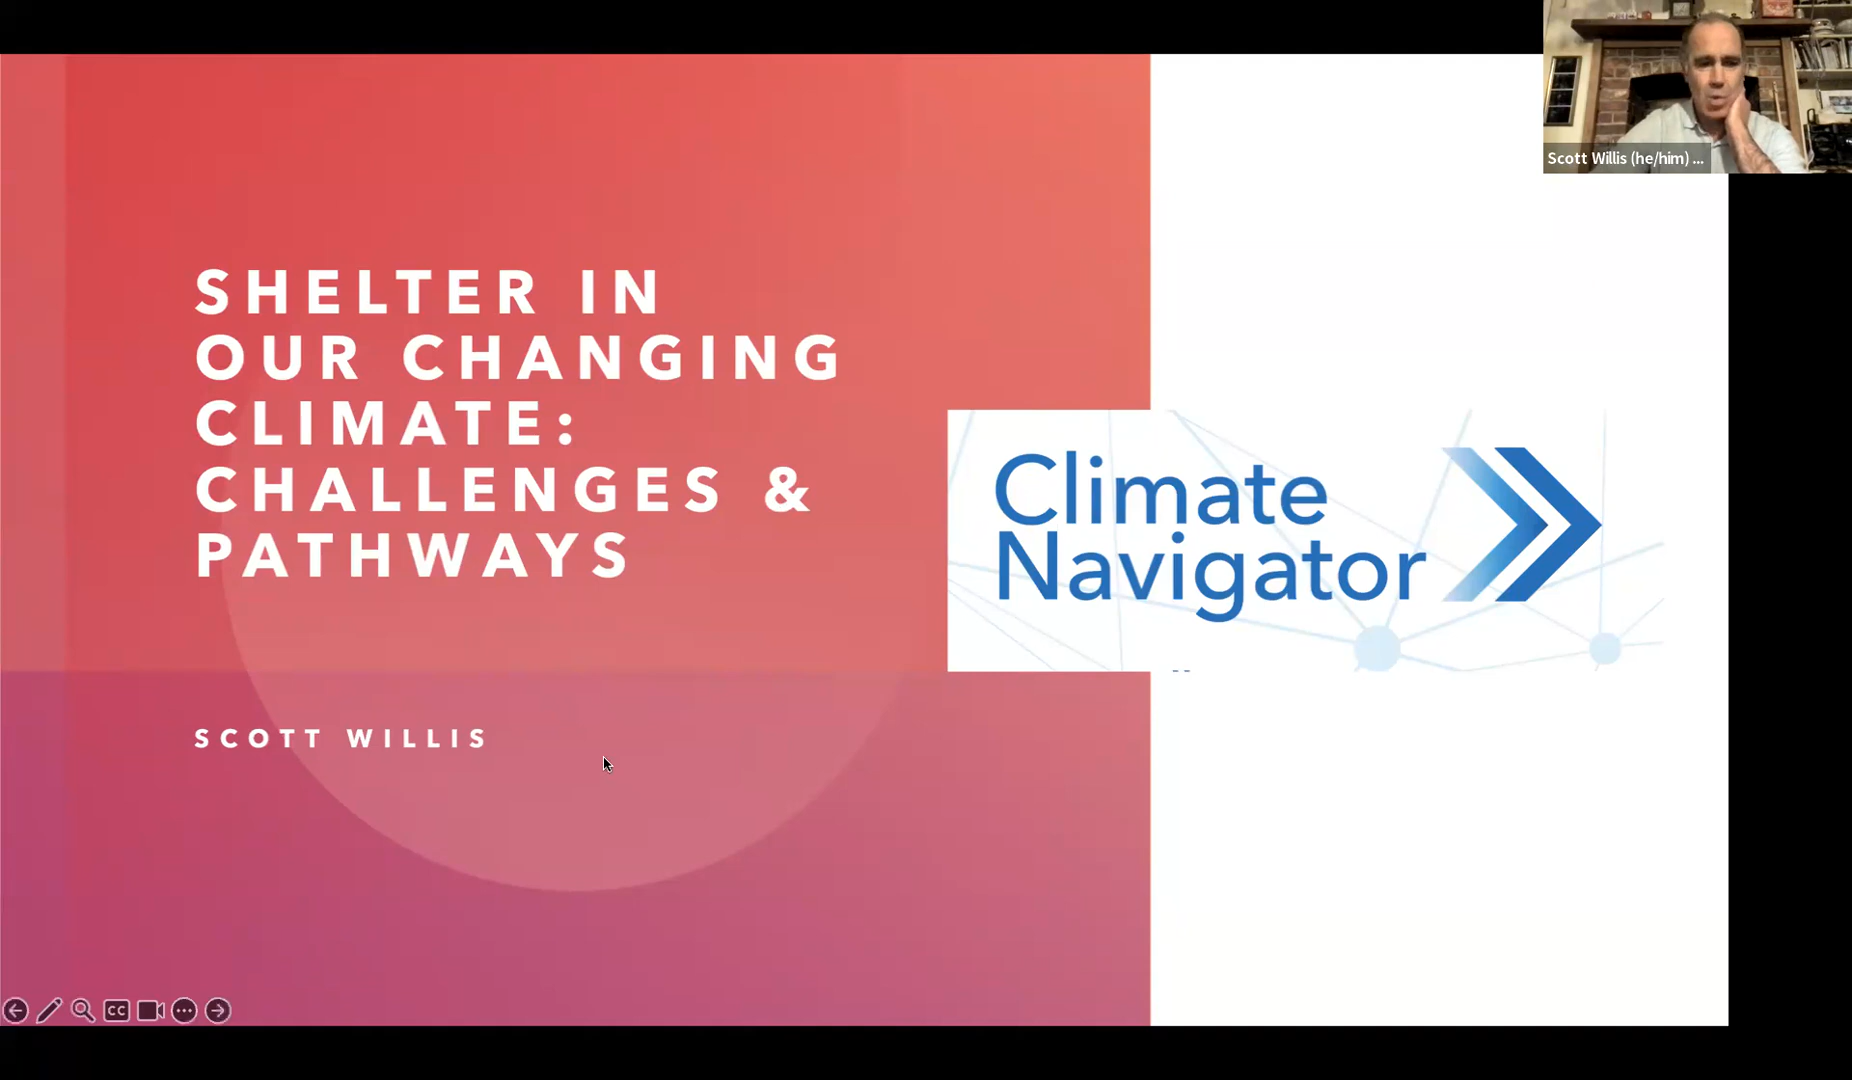 Scott Willis (he/him) ...
SHELTER IN
OUR CHANGING
CLIMATE:
CHALLENGES &
PATHWAYS
Climate
Navigator
SCOTT WILLIS
CC